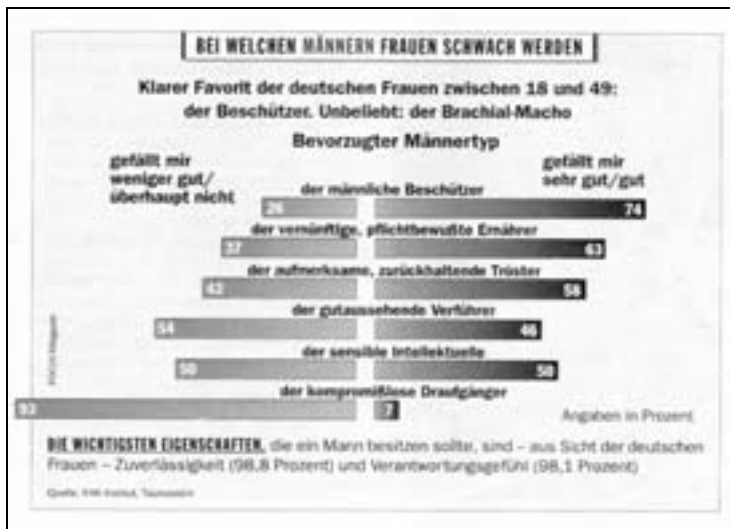 BEI WELCHEN MÄNNERN FRAUEN SCHWACH WERDEN
Klarer Favorit der deutschen Frauen zwischen 18 und 49:
der Beschützer. Unbeliebt: der Brachial-Macho
Bevorzugter Männertyp
gefällt mir
weniger gut/
überhaupt nicht
gefällt mir
sehr gut/gut
der männliche Beschützer
26 74
der vernünftige, pflichtbewußte Ernährer
37
der aufmerksame, zurückhaltende Tröster
42 58
der gutaussehende Verführer
54 46
der sensible Intellektuelle
50 50
der kompromißlose Draufgänger
93 7
Angaben in Prozent
DIE WICHTIGSTEN EIGENSCHAFTEN, die ein Mann besitzen sollte, sind – aus Sicht der deutschen
Frauen – Zuverlässigkeit (98,8 Prozent) und Verantwortungsgefühl (98,1 Prozent)
Quelle: Institut,